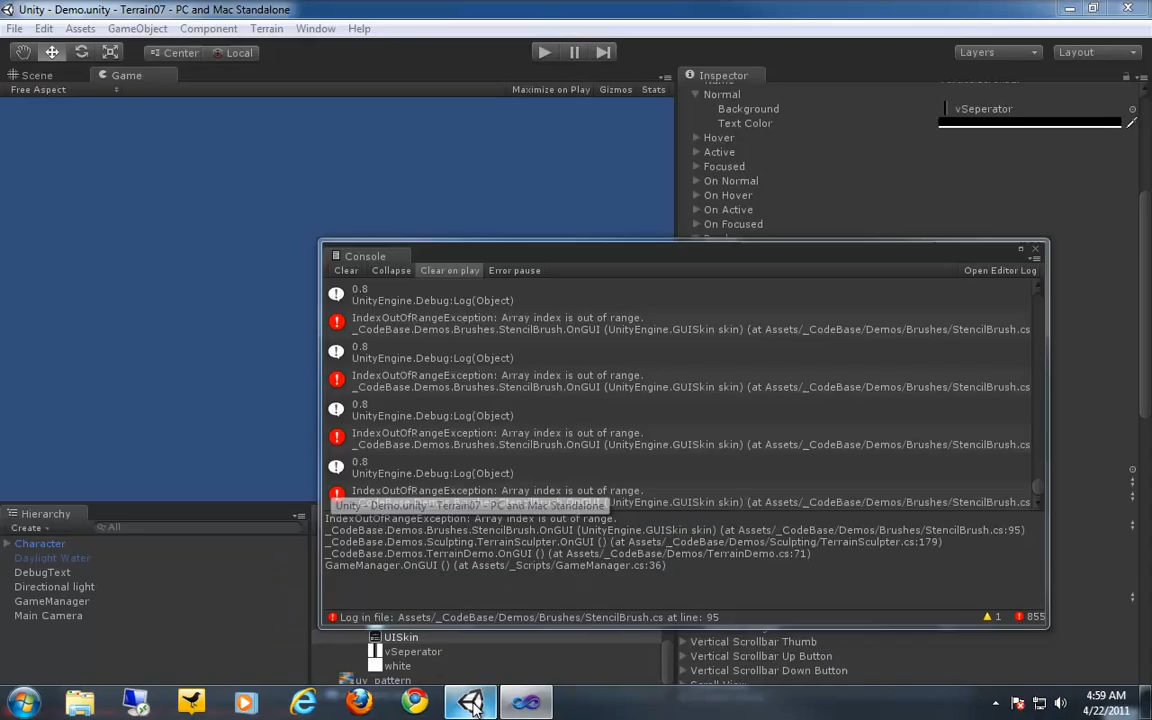 Unity - Demo.unity - Terrain07 - PC and Mac Standalone
File Edit Assets GameObject Component Terrain Window Help
Center Local Layers Layout
Scene Game Inspector
Free Aspect Maximize on Play Gizmos Stats
Normal
Background vSeperator
Text Color
Hover
Active
Focused
On Normal
On Hover
On Active
On Focused
Console
Clear Collapse Clear on play Error pause Open Editor Log
0.8
UnityEngine.Debug:Log(Object)
IndexOutOfRangeException: Array index is out of range.
_CodeBase.Demos.Brushes.StencilBrush.OnGUI (UnityEngine.GUISkin skin) (at Assets/_CodeBase/Demos/Brushes/StencilBrush.cs
0.8
UnityEngine.Debug:Log(Object)
IndexOutOfRangeException: Array index is out of range.
_CodeBase.Demos.Brushes.StencilBrush.OnGUI (UnityEngine.GUISkin skin) (at Assets/_CodeBase/Demos/Brushes/StencilBrush.cs
0.8
UnityEngine.Debug:Log(Object)
IndexOutOfRangeException: Array index is out of range.
_CodeBase.Demos.Brushes.StencilBrush.OnGUI (UnityEngine.GUISkin skin) (at Assets/_CodeBase/Demos/Brushes/StencilBrush.cs
0.8
UnityEngine.Debug:Log(Object)
IndexOutOfRangeException: Array index is out of range.
_CodeBase.Demos.Brushes.StencilBrush.OnGUI (UnityEngine.GUISkin skin) (at Assets/_CodeBase/Demos/Brushes/StencilBrush.cs
Unity - Demo.unity - Terrain07 - PC and Mac Standalone
IndexOutOfRangeException: Array index is out of range.
_CodeBase.Demos.Brushes.StencilBrush.OnGUI (UnityEngine.GUISkin skin) (at Assets/_CodeBase/Demos/Brushes/StencilBrush.cs:95)
_CodeBase.Demos.Sculpting.TerrainSculpter.OnGUI () (at Assets/_CodeBase/Demos/Sculpting/TerrainSculpter.cs:179)
_CodeBase.Demos.TerrainDemo.OnGUI () (at Assets/_CodeBase/Demos/TerrainDemo.cs:71)
GameManager.OnGUI () (at Assets/_Scripts/GameManager.cs:36)
Log in file: Assets/_CodeBase/Demos/Brushes/StencilBrush.cs at line: 95 1 855
Hierarchy
Create All
Character
Daylight Water
DebugText
Directional light
GameManager
Main Camera
UISkin
vSeperator
white
uv_pattern
Vertical Scrollbar Thumb
Vertical Scrollbar Up Button
Vertical Scrollbar Down Button
4:59 AM
4/22/2011